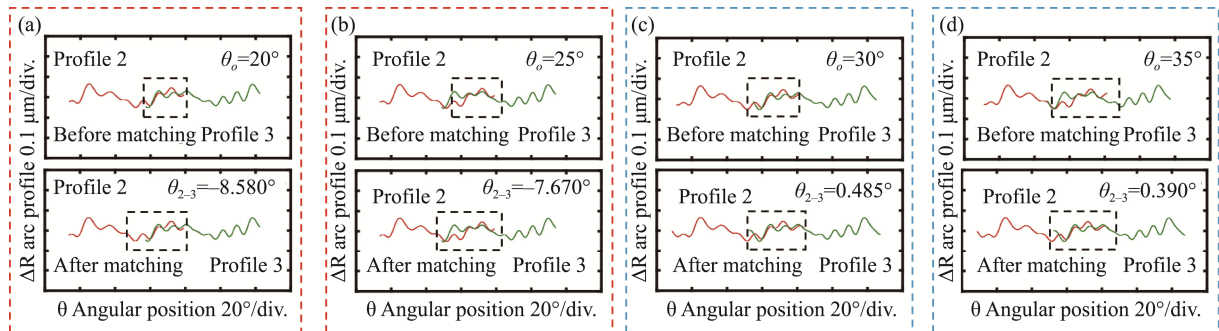 (a)
ΔR arc profile 0.1 μm/div.
Profile 2
θₒ=20°
Before matching Profile 3
Profile 2
θ₂₋₃=−8.580°
After matching Profile 3
θ Angular position 20°/div.
(b)
ΔR arc profile 0.1 μm/div.
Profile 2
θₒ=25°
Before matching Profile 3
Profile 2
θ₂₋₃=−7.670°
After matching Profile 3
θ Angular position 20°/div.
(c)
ΔR arc profile 0.1 μm/div.
Profile 2
θₒ=30°
Before matching Profile 3
Profile 2
θ₂₋₃=0.485°
After matching Profile 3
θ Angular position 20°/div.
(d)
ΔR arc profile 0.1 μm/div.
Profile 2
θₒ=35°
Before matching Profile 3
Profile 2
θ₂₋₃=0.390°
After matching Profile 3
θ Angular position 20°/div.